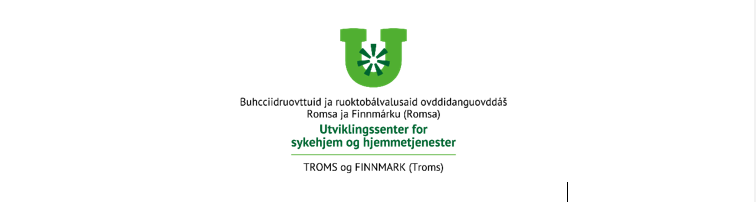 Buhcciidruovttuid ja ruoktobálvalusaid ovddidanguovddáš
Romsa ja Finnmárku (Romsa)
Utviklingssenter for
sykehjem og hjemmetjenester
TROMS og FINNMARK (Troms)